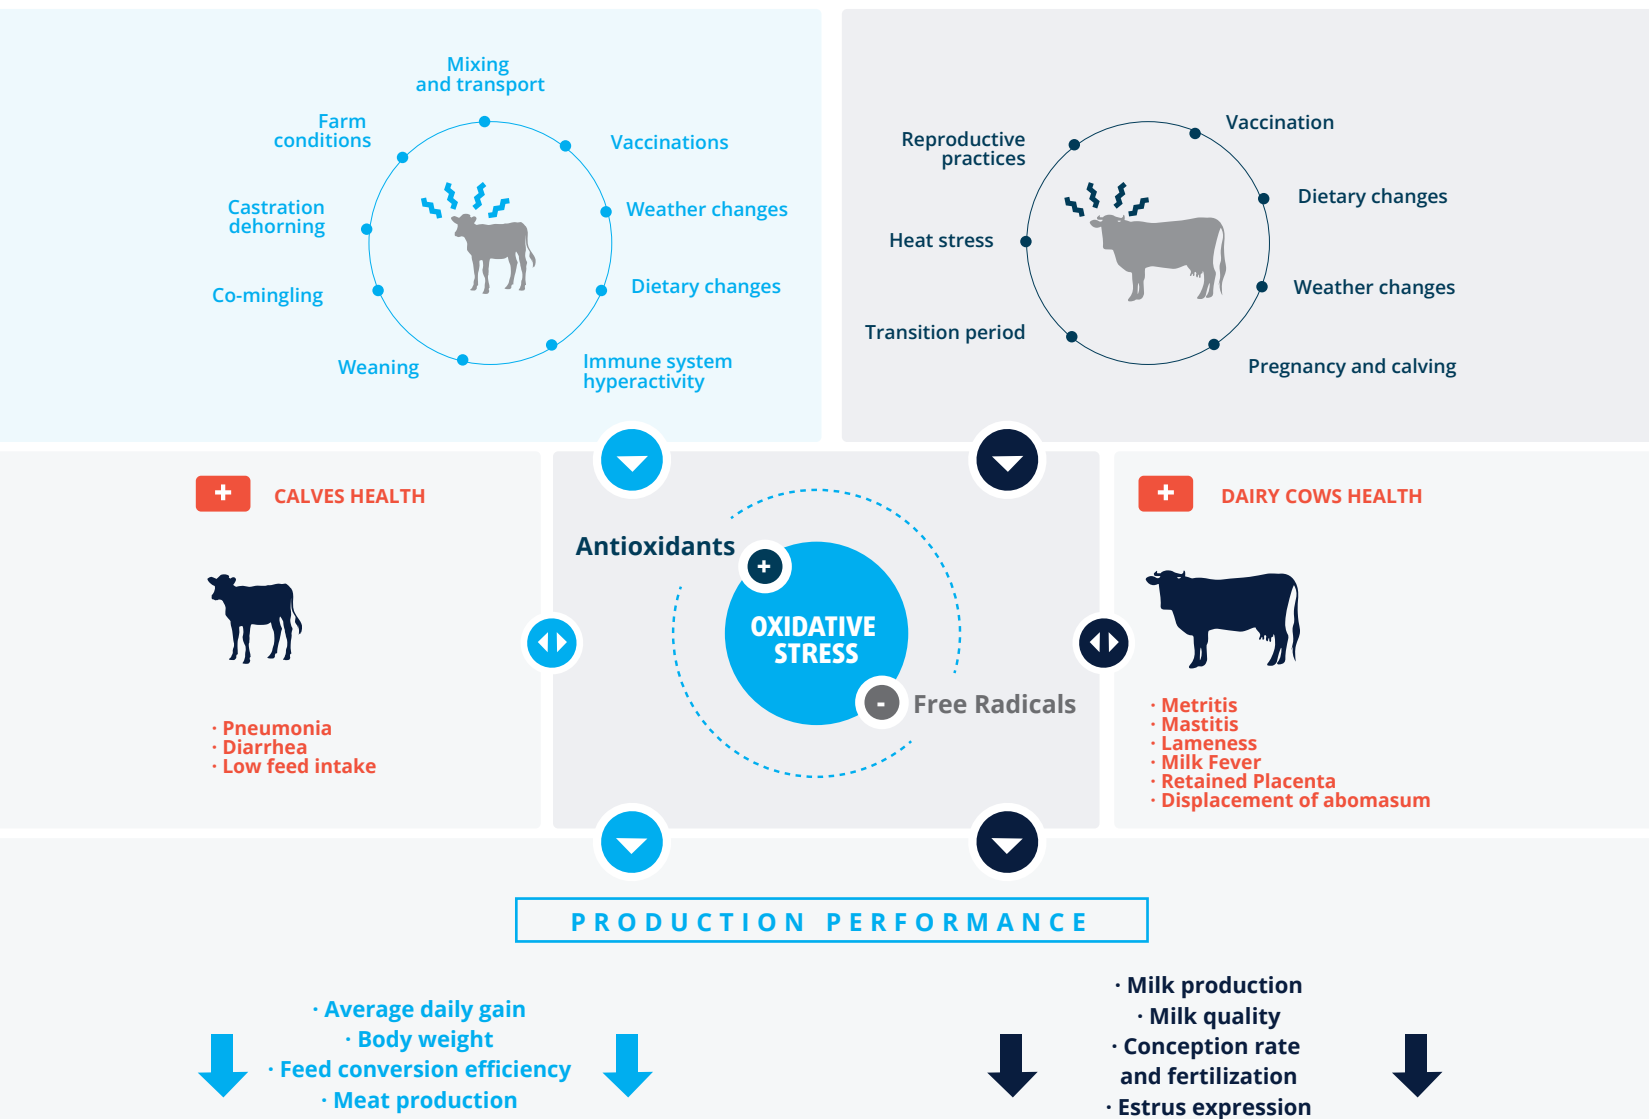 Mixing
and transport
Farm
conditions
Vaccinations
Castration
dehorning
Weather changes
Co-mingling
Dietary changes
Weaning
Immune system
hyperactivity
Vaccination
Reproductive
practices
Dietary changes
Heat stress
Weather changes
Transition period
Pregnancy and calving
+
CALVES HEALTH
· Pneumonia
· Diarrhea
· Low feed intake
Antioxidants
+
OXIDATIVE
STRESS
-
Free Radicals
+
DAIRY COWS HEALTH
· Metritis
· Mastitis
· Lameness
· Milk Fever
· Retained Placenta
· Displacement of abomasum
PRODUCTION PERFORMANCE
· Average daily gain
· Body weight
· Feed conversion efficiency
· Meat production
· Milk production
· Milk quality
· Conception rate
and fertilization
· Estrus expression